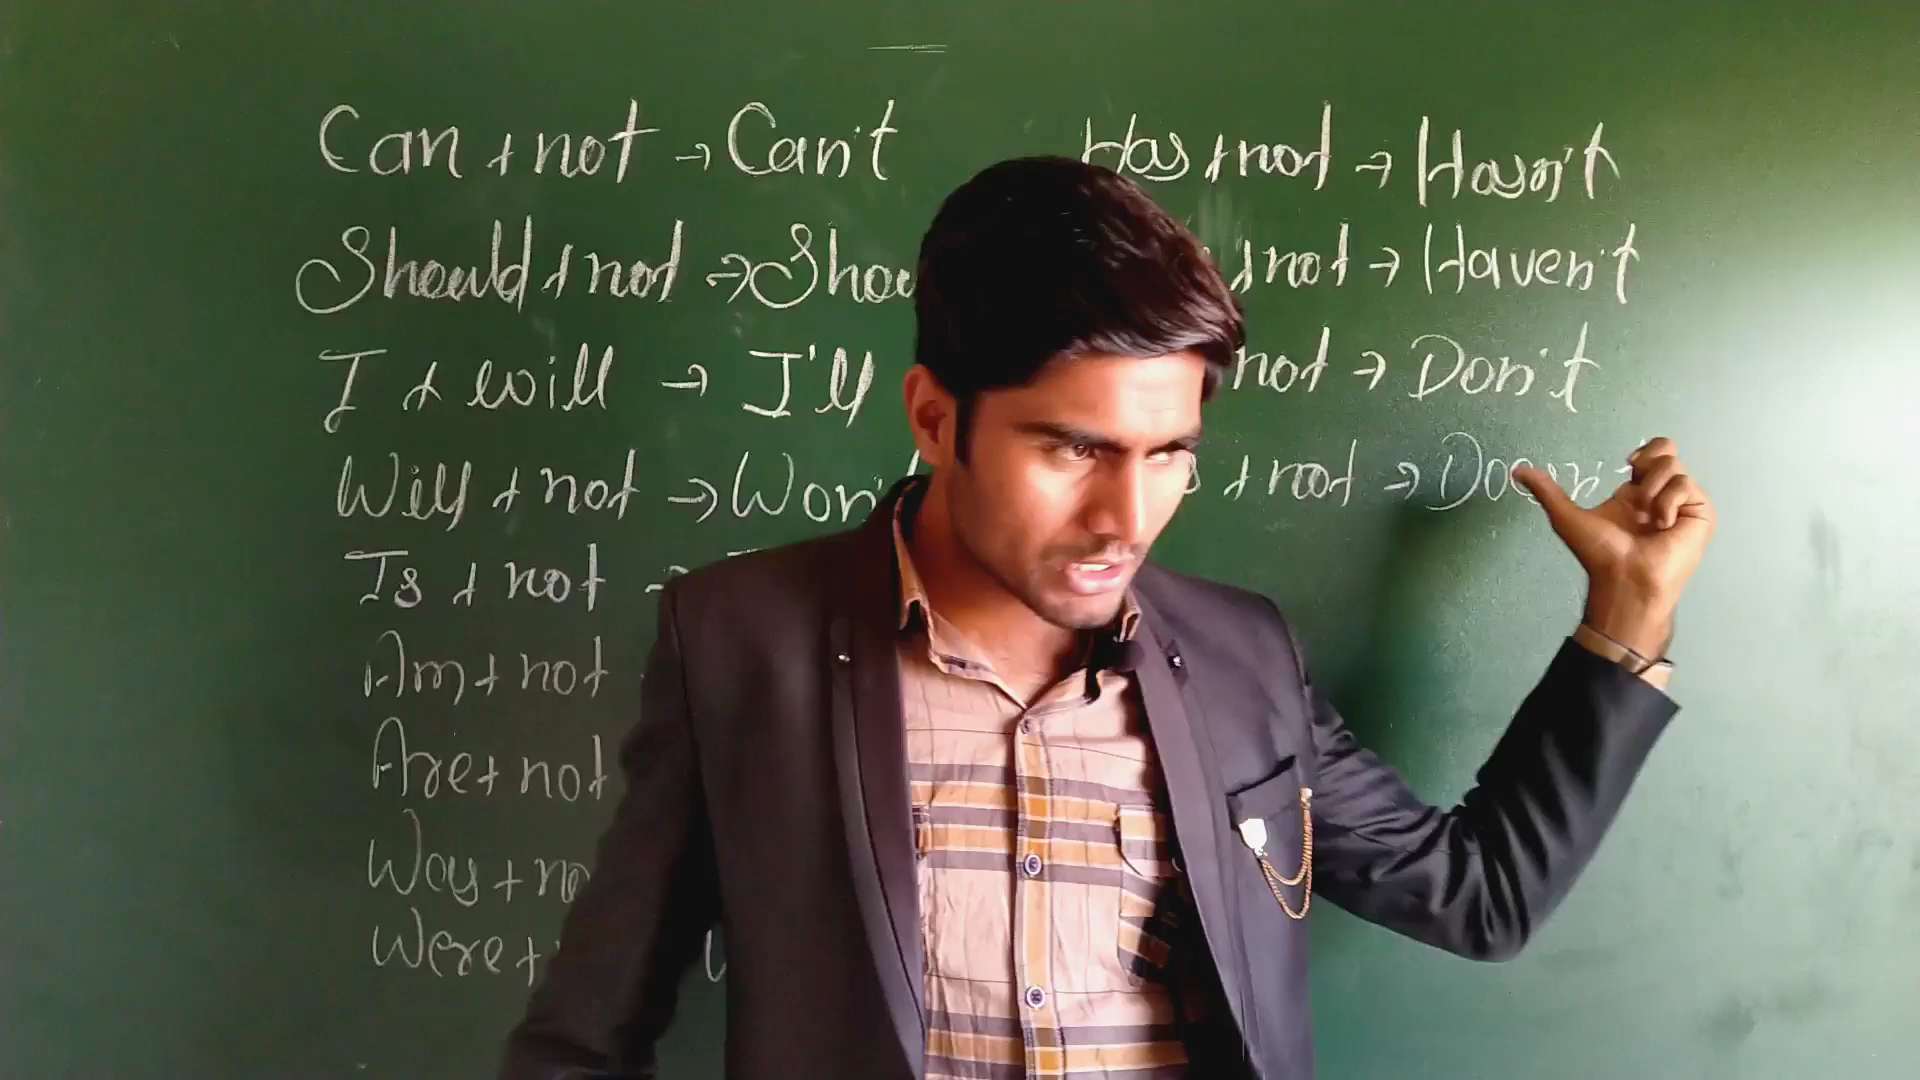 Can + not → Can't
Should + not → Shou
I + will → I'll
Will + not → Won'
Is + not →
Am + not
Are + not
Was + no
Were +
Has + not → Hasn't
+ not → Haven't
not → Don't
+ not → Doesn't